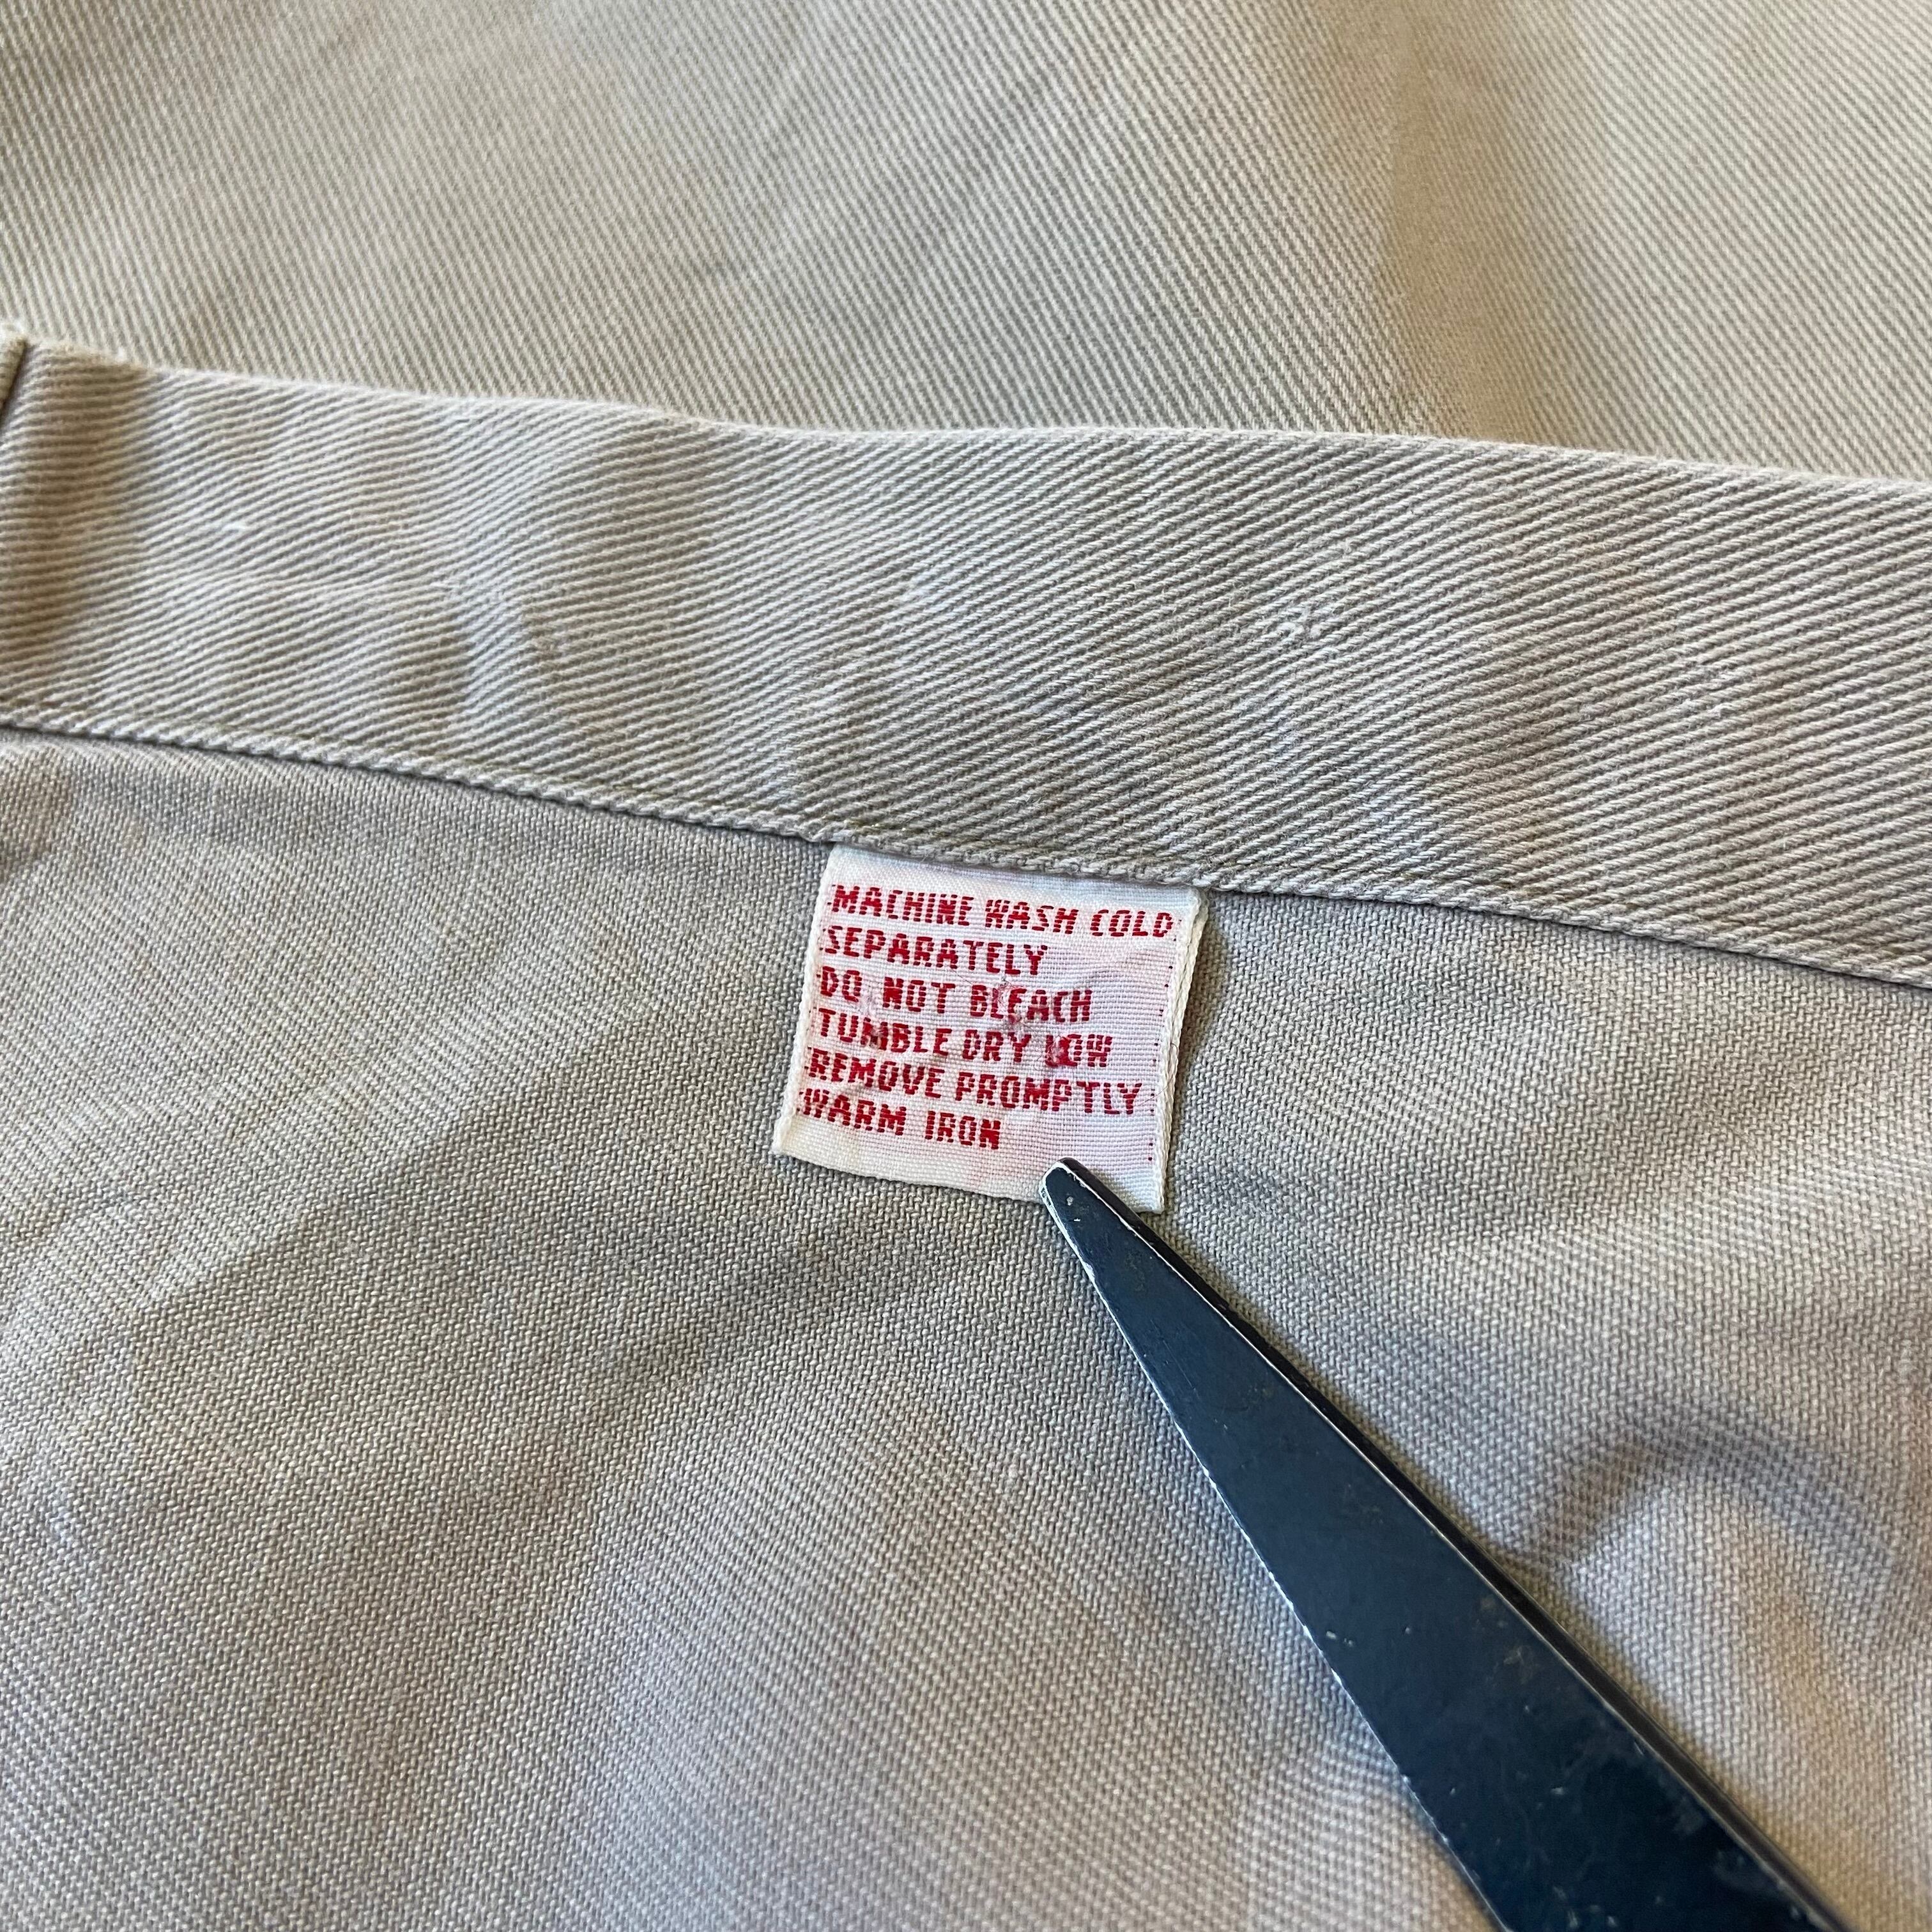 MACHINE WASH COLD
SEPARATELY
DO NOT BLEACH
TUMBLE DRY LOW
REMOVE PROMPTLY
WARM IRON